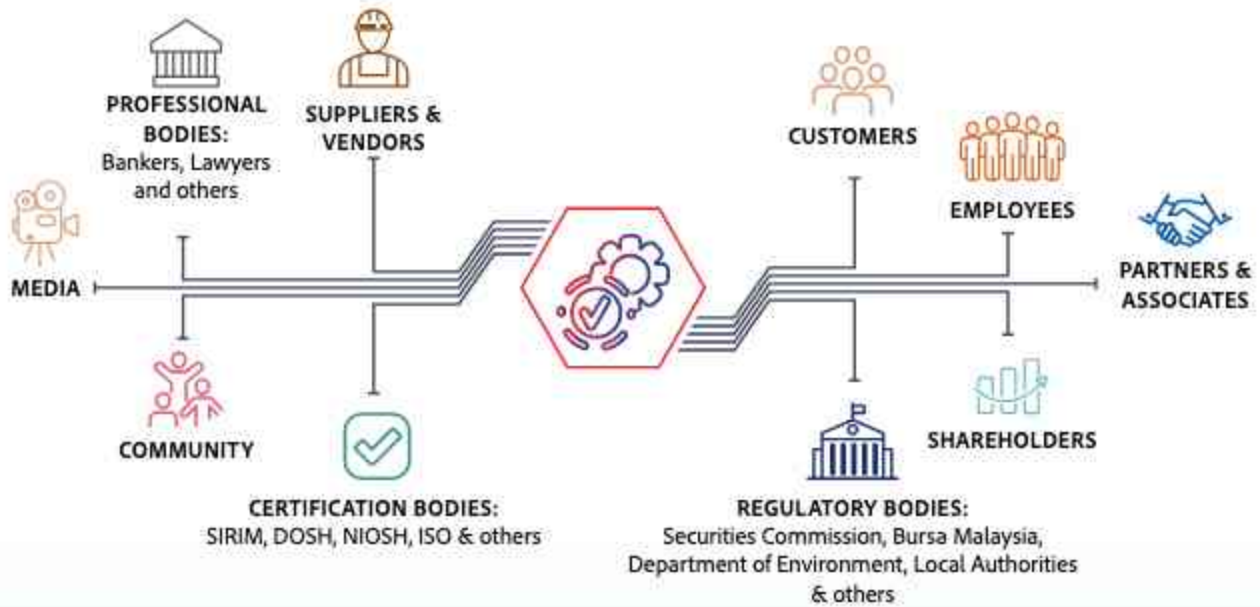 PROFESSIONAL
BODIES:
Bankers, Lawyers
and others
SUPPLIERS &
VENDORS
CUSTOMERS
EMPLOYEES
MEDIA
PARTNERS &
ASSOCIATES
COMMUNITY
SHAREHOLDERS
CERTIFICATION BODIES:
SIRIM, DOSH, NIOSH, ISO & others
REGULATORY BODIES:
Securities Commission, Bursa Malaysia,
Department of Environment, Local Authorities
& others